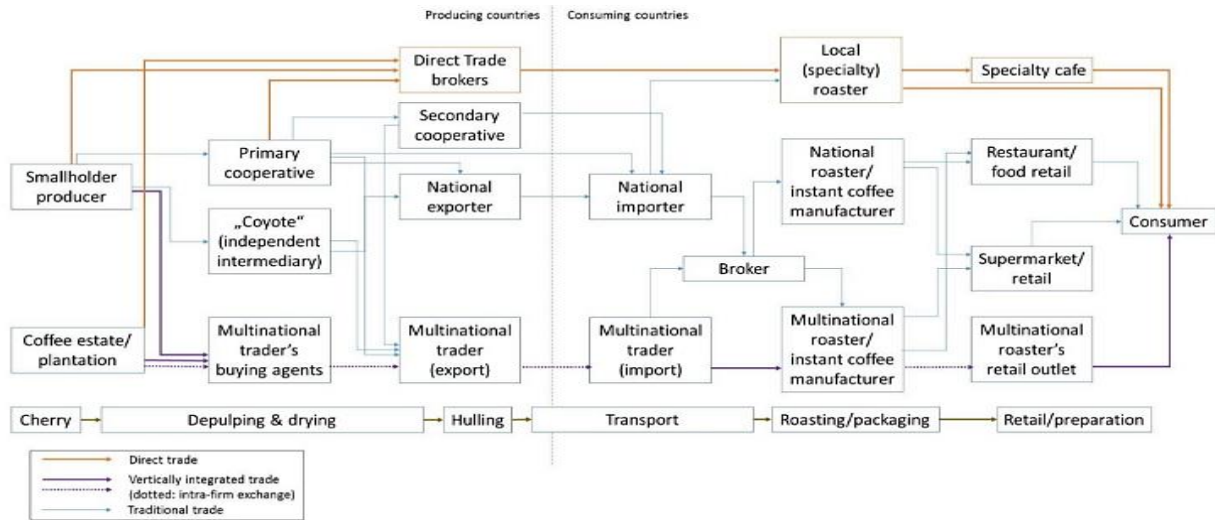 Producing countries
Consuming countries
Direct Trade
brokers
Local
(specialty)
roaster
Specialty cafe
Secondary
cooperative
Smallholder
producer
Primary
cooperative
National
exporter
National
importer
National
roaster/
instant coffee
manufacturer
Restaurant/
food retail
Consumer
„Coyote“
(independent
intermediary)
Broker
Supermarket/
retail
Coffee estate/
plantation
Multinational
trader's
buying agents
Multinational
trader
(export)
Multinational
trader
(import)
Multinational
roaster/
instant coffee
manufacturer
Multinational
roaster's
retail outlet
Cherry
Depulping & drying
Hulling
Transport
Roasting/packaging
Retail/preparation
Direct trade
Vertically integrated trade
(dotted: intra-firm exchange)
Traditional trade